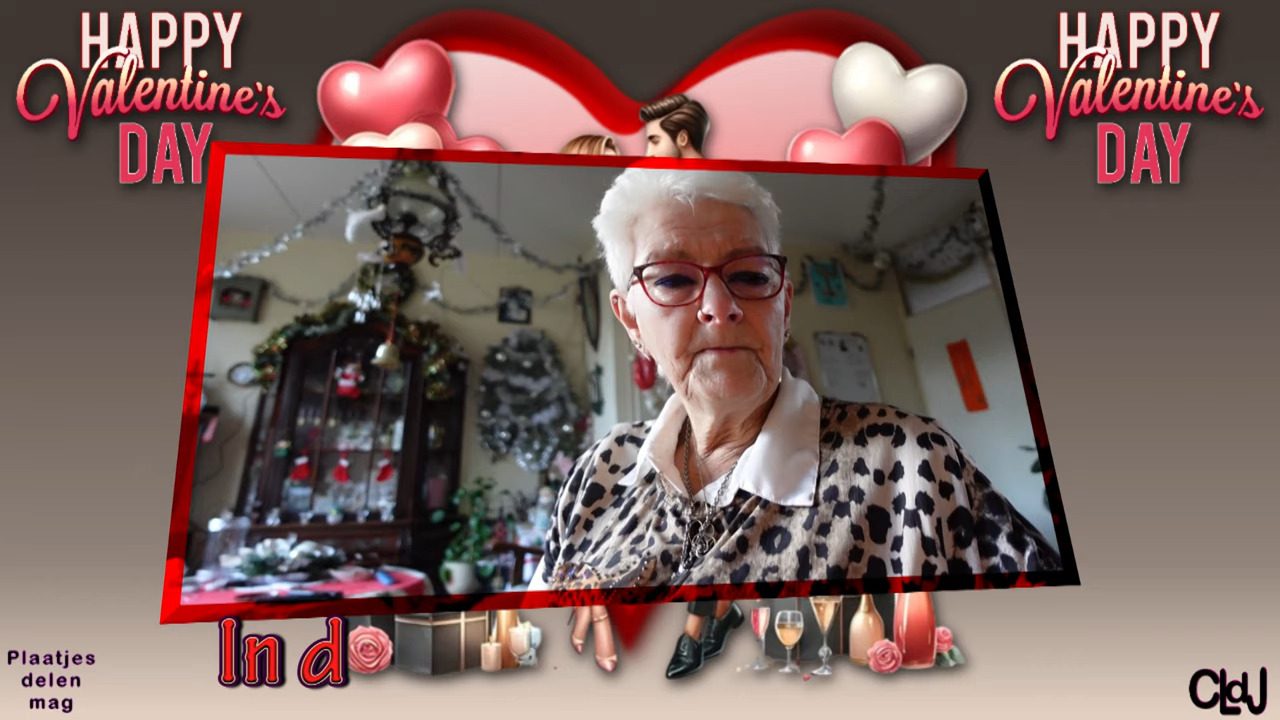 HAPPY
Valentine's
DAY
HAPPY
Valentine's
DAY
In d
Plaatjes
delen
mag
CLdJ